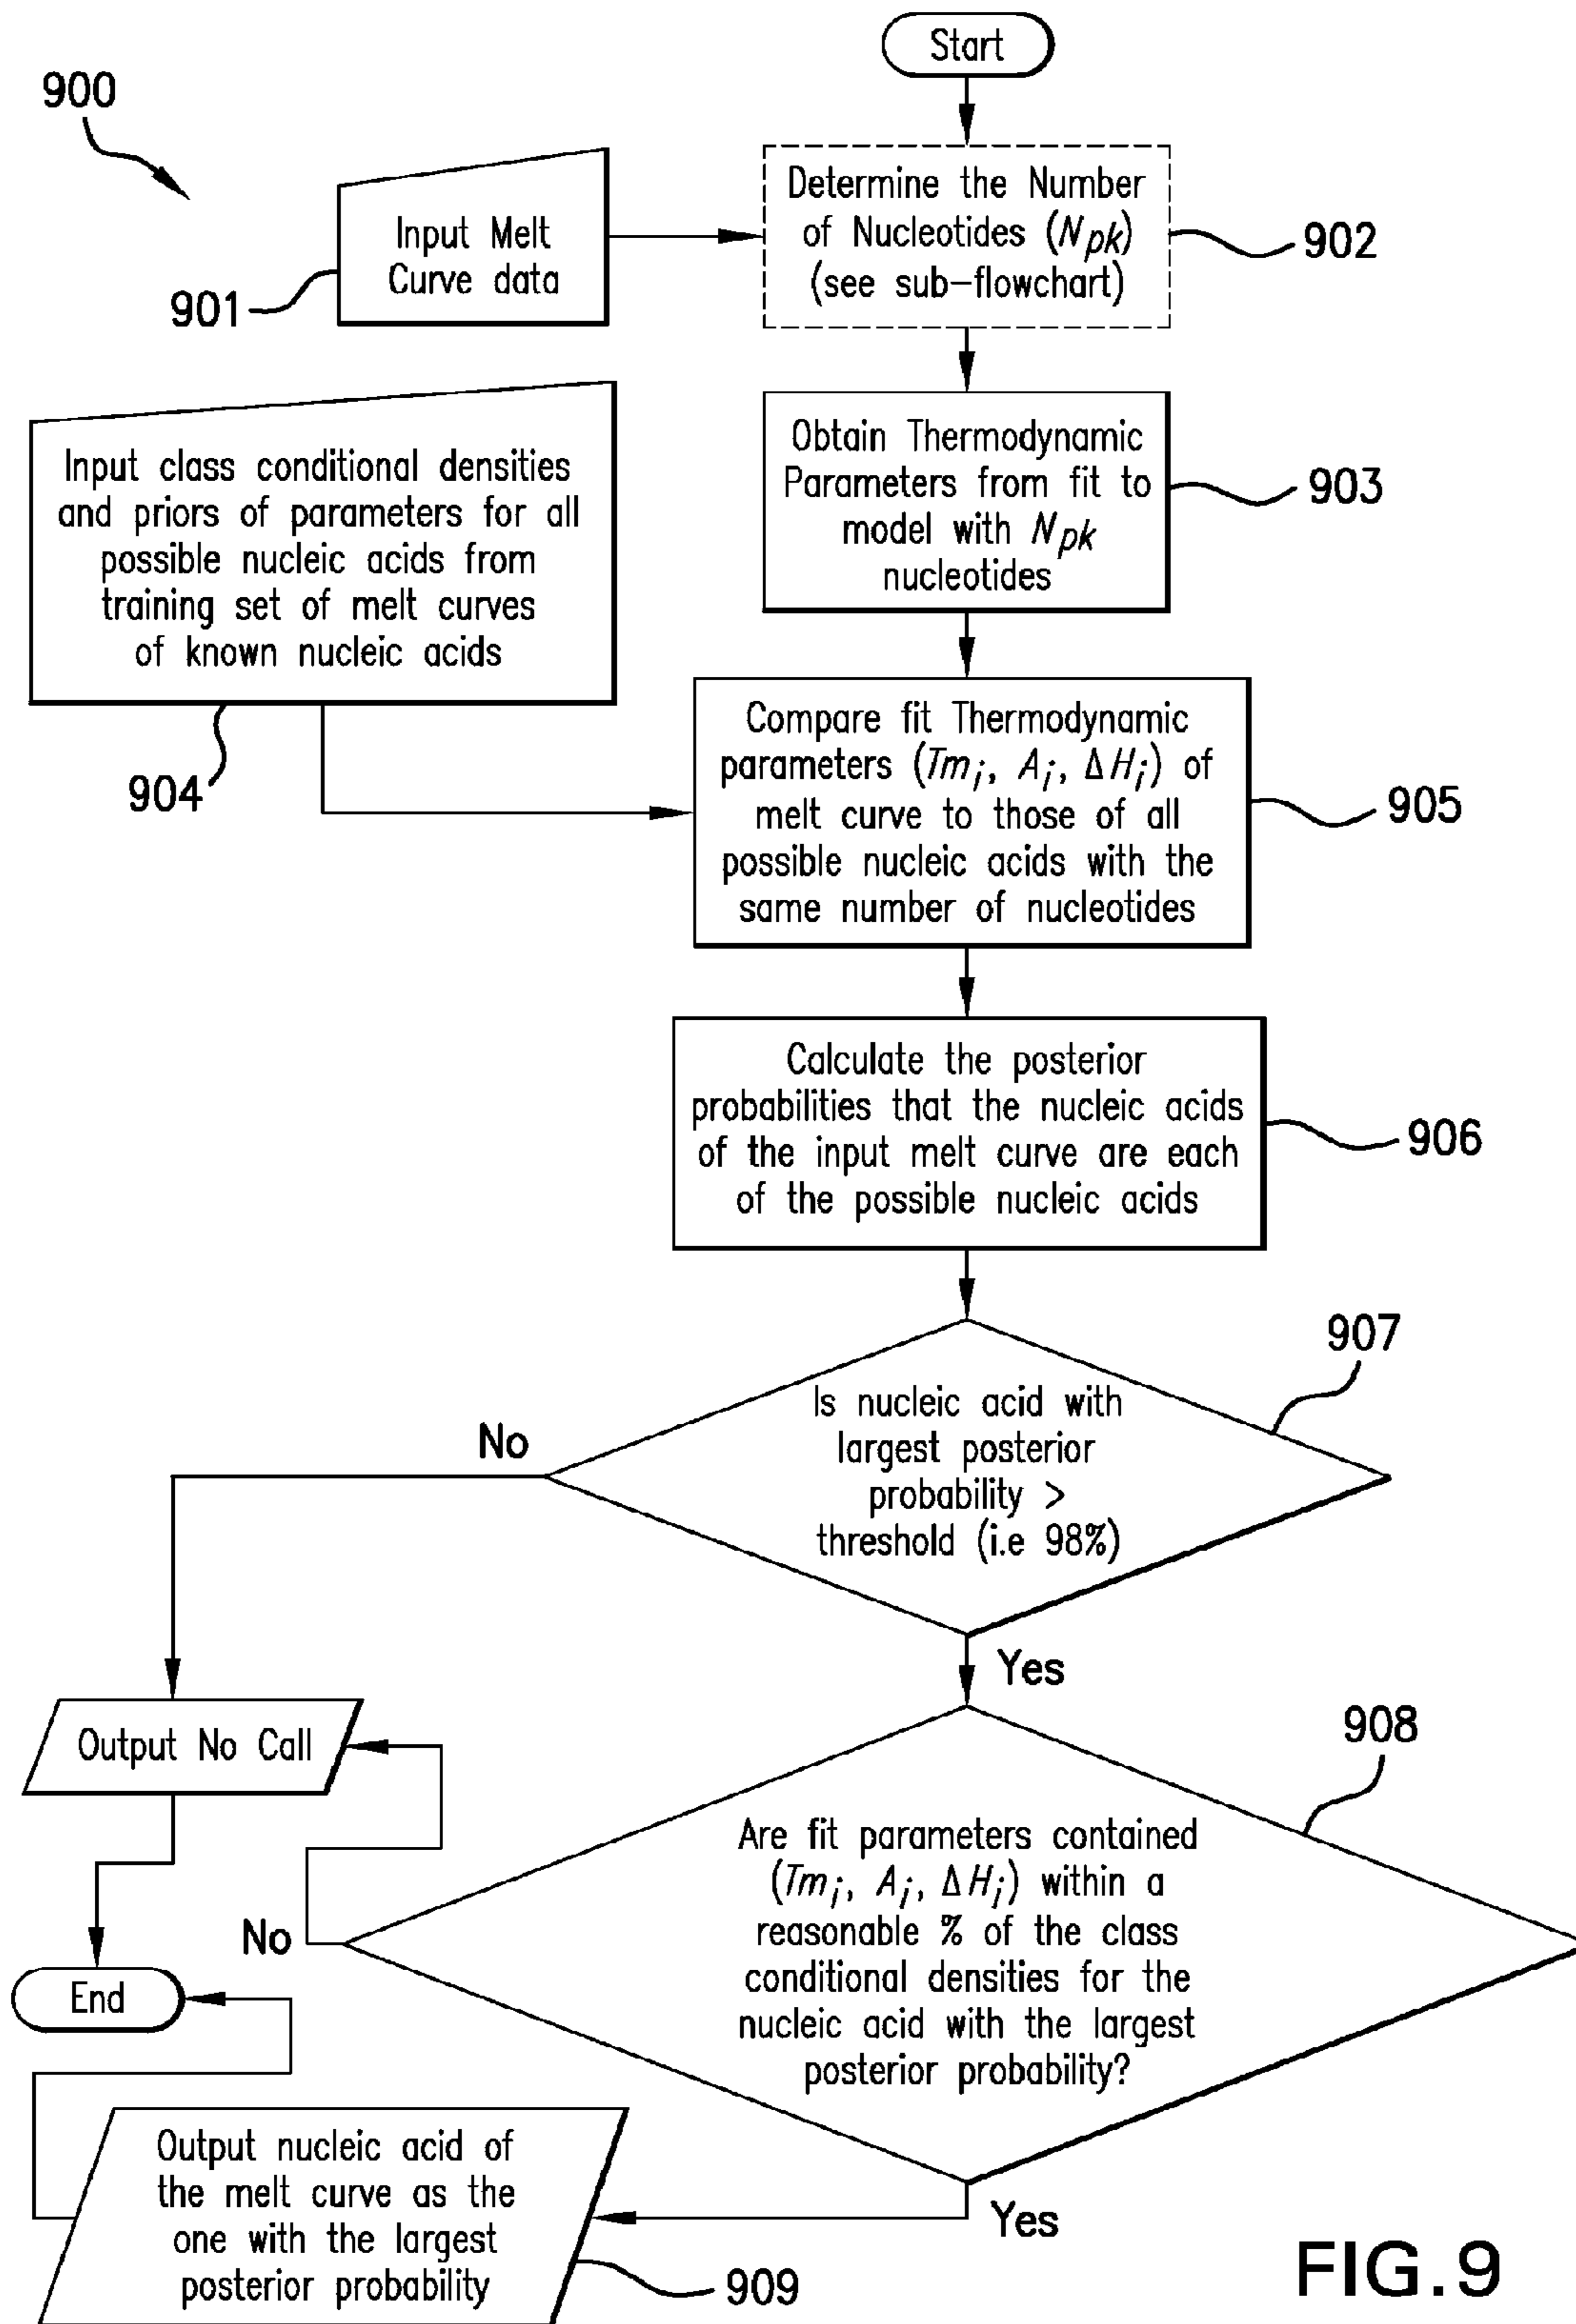 Start
900
Input Melt
Curve data
901
Determine the Number
of Nucleotides (Npk)
(see sub-flowchart)
902
Obtain Thermodynamic
Parameters from fit to
model with Npk
nucleotides
903
Input class conditional densities
and priors of parameters for all
possible nucleic acids from
training set of melt curves
of known nucleic acids
904
Compare fit Thermodynamic
parameters (Tmi, Ai, ΔHi) of
melt curve to those of all
possible nucleic acids with the
same number of nucleotides
905
Calculate the posterior
probabilities that the nucleic acids
of the input melt curve are each
of the possible nucleic acids
906
907
Is nucleic acid with
largest posterior
probability >
threshold (i.e 98%)
No
Yes
Output No Call
908
Are fit parameters contained
(Tmi, Ai, ΔHi) within a
reasonable % of the class
conditional densities for the
nucleic acid with the largest
posterior probability?
No
End
Yes
Output nucleic acid of
the melt curve as the
one with the largest
posterior probability
909
FIG.9